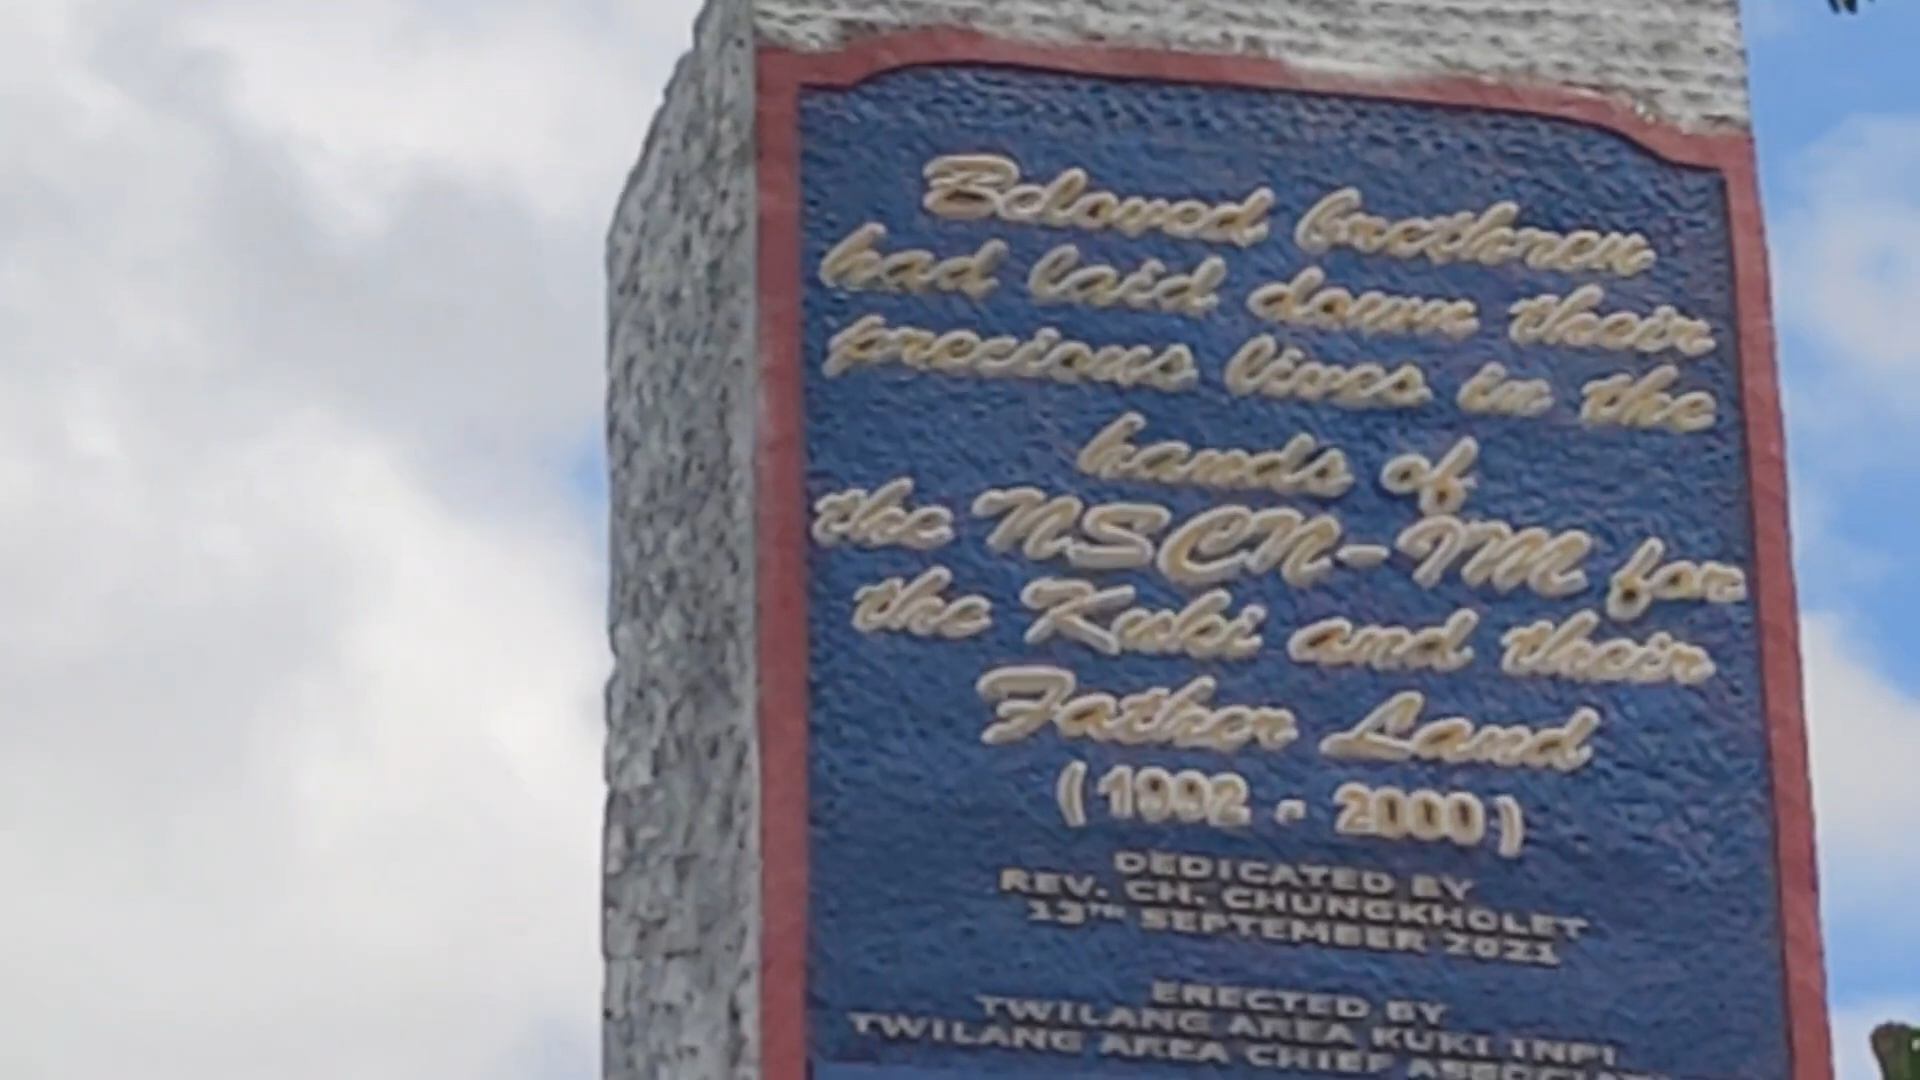 Beloved brethren
had laid down their
precious lives in the
hands of
the NSCN-IM for
the Kuki and their
Father Land
(1992 - 2000)
DEDICATED BY
REV. CH. CHUNGKHOLET
13TH SEPTEMBER 2021
ERECTED BY
TWILANG AREA KUKI INPI
TWILANG AREA CHIEF